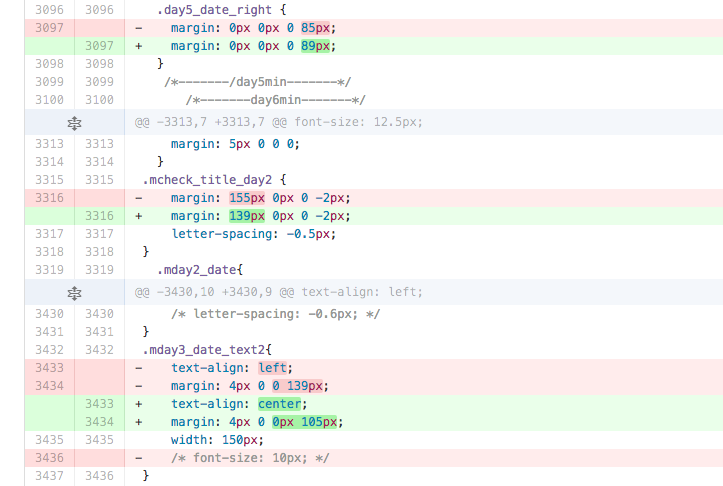 3096 3096 .day5_date_right {
3097 - margin: 0px 0px 0 85px;
3097 + margin: 0px 0px 0 89px;
3098 3098 }
3099 3099 /*-------/day5min-------*/
3100 3100 /*-------day6min-------*/
@@ -3313,7 +3313,7 @@ font-size: 12.5px;
3313 3313 margin: 5px 0 0 0;
3314 3314 }
3315 3315 .mcheck_title_day2 {
3316 - margin: 155px 0px 0 -2px;
3316 + margin: 139px 0px 0 -2px;
3317 3317 letter-spacing: -0.5px;
3318 3318 }
3319 3319 .mday2_date{
@@ -3430,10 +3430,9 @@ text-align: left;
3430 3430 /* letter-spacing: -0.6px; */
3431 3431 }
3432 3432 .mday3_date_text2{
3433 - text-align: left;
3434 - margin: 4px 0 0 139px;
3433 + text-align: center;
3434 + margin: 4px 0 0px 105px;
3435 3435 width: 150px;
3436 - /* font-size: 10px; */
3437 3436 }